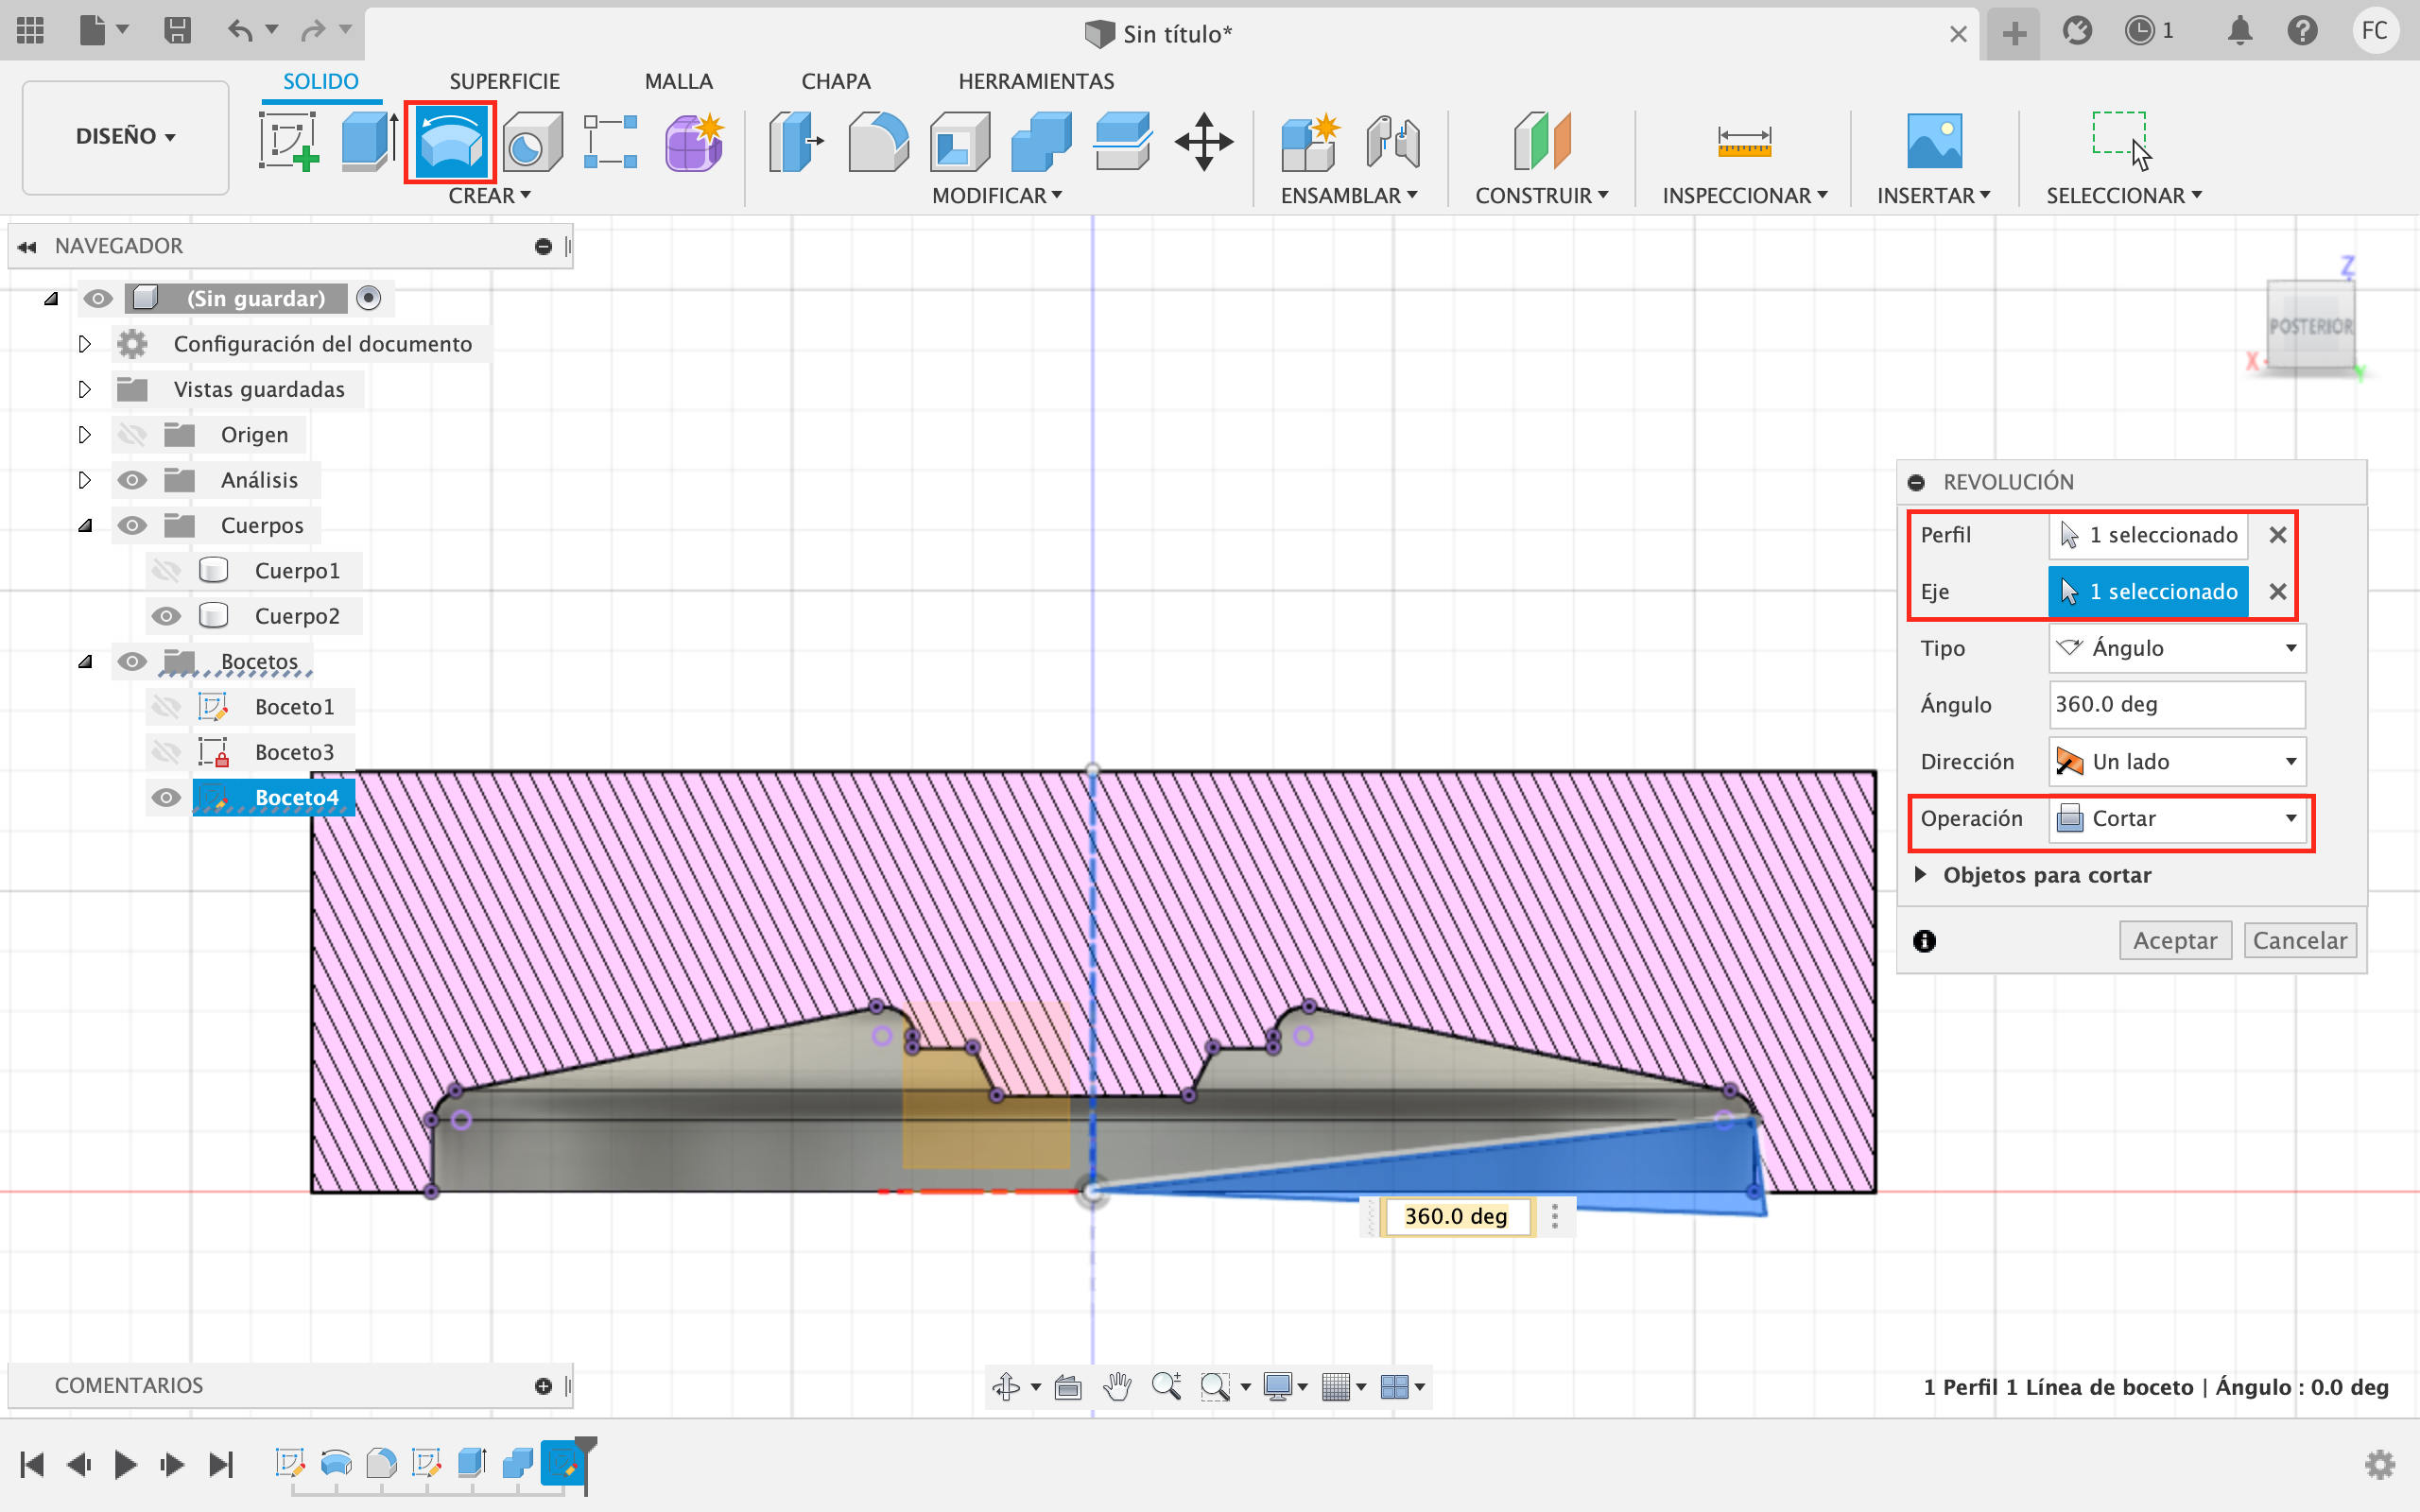 Sin título*
1
FC
DISEÑO
SOLIDO
SUPERFICIE
MALLA
CHAPA
HERRAMIENTAS
CREAR
MODIFICAR
ENSAMBLAR
CONSTRUIR
INSPECCIONAR
INSERTAR
SELECCIONAR
NAVEGADOR
(Sin guardar)
Configuración del documento
Vistas guardadas
Origen
Análisis
Cuerpos
Cuerpo1
Cuerpo2
Bocetos
Boceto1
Boceto3
Boceto4
Z
POSTERIOR
X
Y
REVOLUCIÓN
Perfil 1 seleccionado
Eje 1 seleccionado
Tipo Ángulo
Ángulo 360.0 deg
Dirección Un lado
Operación Cortar
Objetos para cortar
Aceptar Cancelar
360.0 deg
COMENTARIOS
1 Perfil 1 Línea de boceto | Ángulo : 0.0 deg